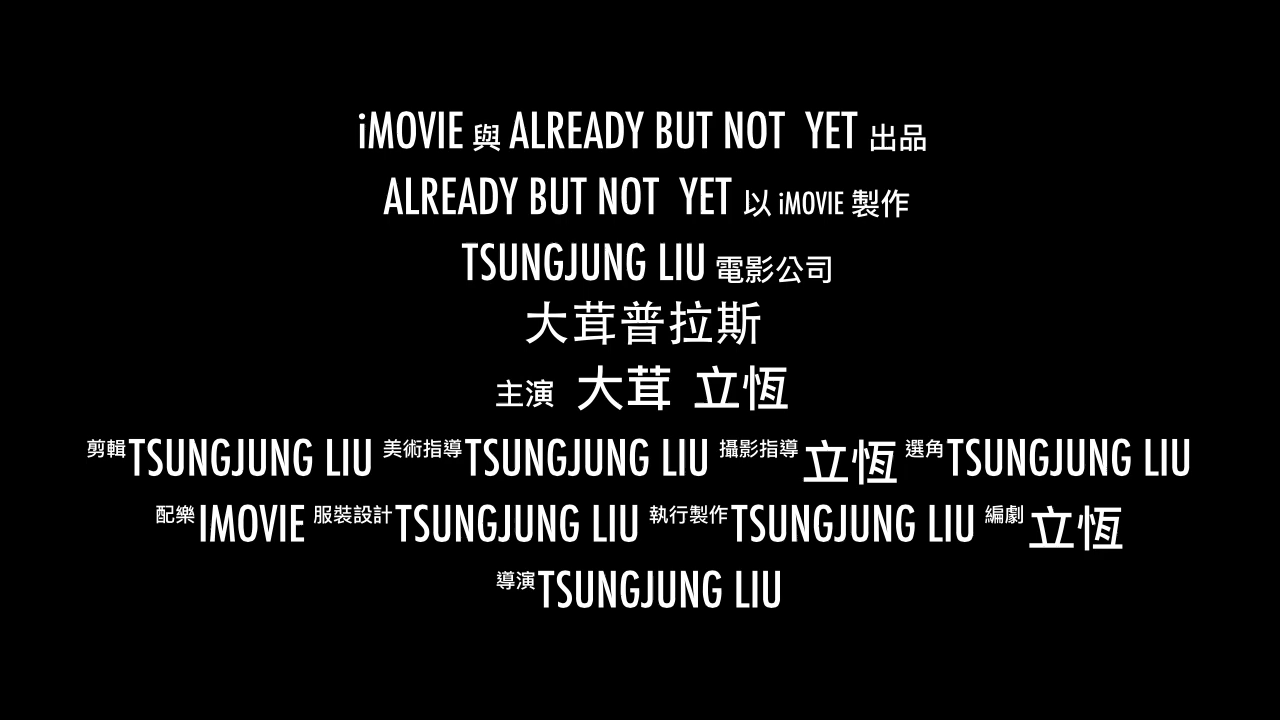 iMOVIE 與 ALREADY BUT NOT YET 出品
ALREADY BUT NOT YET 以 iMOVIE 製作
TSUNGJUNG LIU 電影公司
大茸普拉斯
主演 大茸 立恆
剪輯TSUNGJUNG LIU 美術指導TSUNGJUNG LIU 攝影指導立恆 選角TSUNGJUNG LIU
配樂IMOVIE 服裝設計TSUNGJUNG LIU 執行製作TSUNGJUNG LIU 編劇立恆
導演TSUNGJUNG LIU